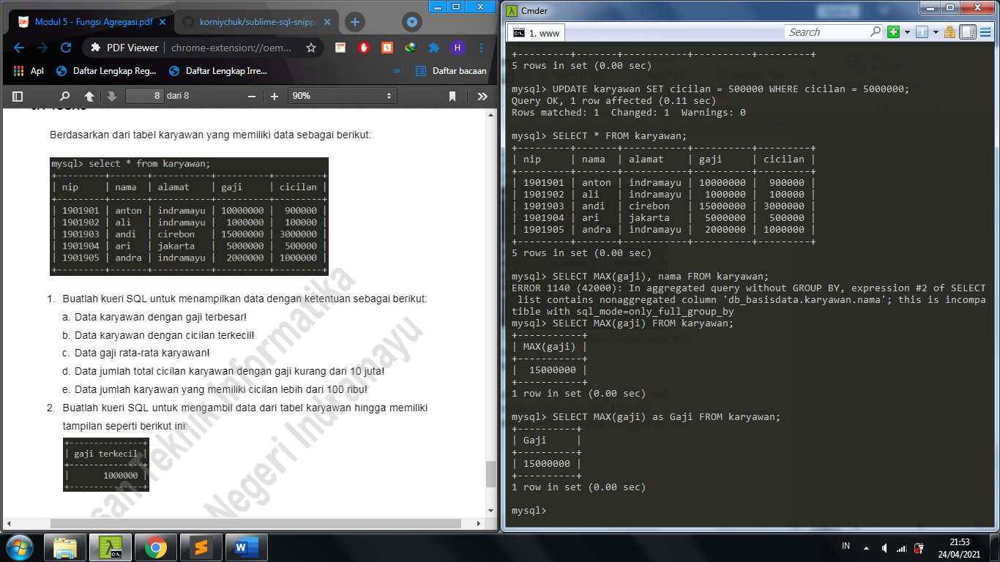 Modul 5 - Fungsi Agregasi.pdf
korniychuk/sublime-sql-snipp
PDF Viewer
chrome-extension://oem...
H
Apl
Daftar Lengkap Reg...
Daftar Lengkap Irre...
»
Daftar bacaan
8 dari 8
90%
Berdasarkan dari tabel karyawan yang memiliki data sebagai berikut:
mysql> select * from karyawan;
+---------+-------+-----------+----------+---------+
| nip | nama | alamat | gaji | cicilan |
+---------+-------+-----------+----------+---------+
| 1901901 | anton | indramayu | 10000000 | 900000 |
| 1901902 | ali | indramayu | 1000000 | 100000 |
| 1901903 | andi | cirebon | 15000000 | 3000000 |
| 1901904 | ari | jakarta | 5000000 | 500000 |
| 1901905 | andra | indramayu | 2000000 | 1000000 |
+---------+-------+-----------+----------+---------+
1. Buatlah kueri SQL untuk menampilkan data dengan ketentuan sebagai berikut:
a. Data karyawan dengan gaji terbesar!
b. Data karyawan dengan cicilan terkecil!
c. Data gaji rata-rata karyawan!
d. Data jumlah total cicilan karyawan dengan gaji kurang dari 10 juta!
e. Data jumlah karyawan yang memiliki cicilan lebih dari 100 ribu!
2. Buatlah kueri SQL untuk mengambil data dari tabel karyawan hingga memiliki
tampilan seperti berikut ini:
+---------------+
| gaji terkecil |
+---------------+
| 1000000 |
+---------------+
san Teknik Informatika
Negeri Indramayu
Cmder
1. www
Search
+---------+-------+-----------+----------+---------+
5 rows in set (0.00 sec)
mysql> UPDATE karyawan SET cicilan = 500000 WHERE cicilan = 5000000;
Query OK, 1 row affected (0.11 sec)
Rows matched: 1 Changed: 1 Warnings: 0
mysql> SELECT * FROM karyawan;
+---------+-------+-----------+----------+---------+
| nip | nama | alamat | gaji | cicilan |
+---------+-------+-----------+----------+---------+
| 1901901 | anton | indramayu | 10000000 | 900000 |
| 1901902 | ali | indramayu | 1000000 | 100000 |
| 1901903 | andi | cirebon | 15000000 | 3000000 |
| 1901904 | ari | jakarta | 5000000 | 500000 |
| 1901905 | andra | indramayu | 2000000 | 1000000 |
+---------+-------+-----------+----------+---------+
5 rows in set (0.00 sec)
mysql> SELECT MAX(gaji), nama FROM karyawan;
ERROR 1140 (42000): In aggregated query without GROUP BY, expression #2 of SELECT
list contains nonaggregated column 'db_basisdata.karyawan.nama'; this is incompa
tible with sql_mode=only_full_group_by
mysql> SELECT MAX(gaji) FROM karyawan;
+-----------+
| MAX(gaji) |
+-----------+
| 15000000 |
+-----------+
1 row in set (0.00 sec)
mysql> SELECT MAX(gaji) as Gaji FROM karyawan;
+----------+
| Gaji |
+----------+
| 15000000 |
+----------+
1 row in set (0.00 sec)
mysql>
IN
21:53
24/04/2021